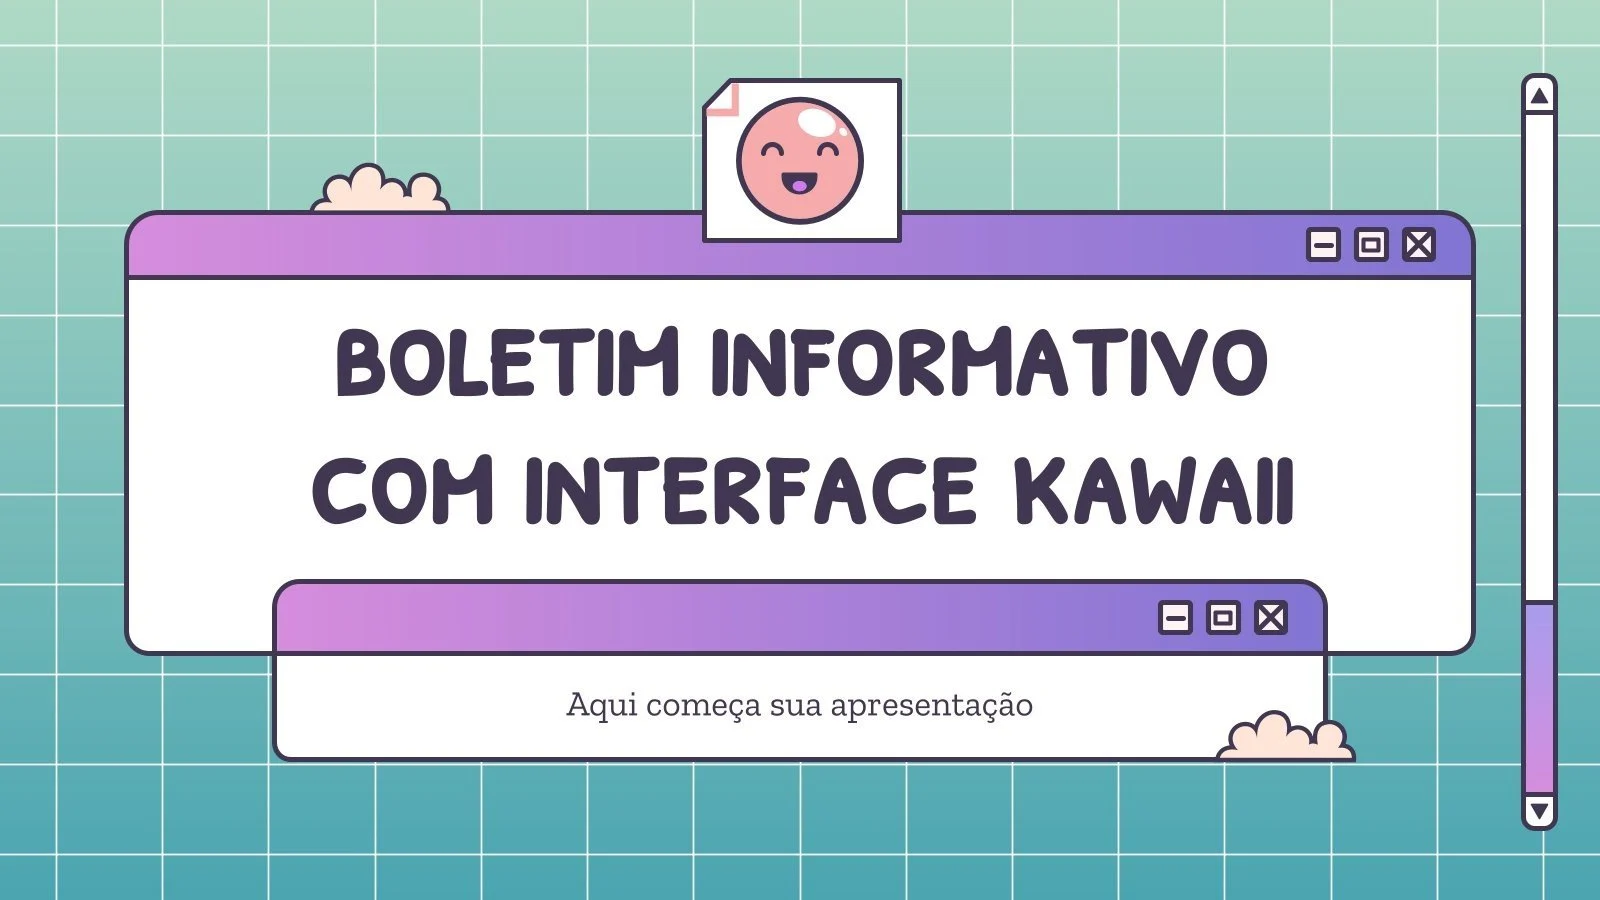 BOLETIM INFORMATIVO
COM INTERFACE KAWAII
Aqui começa sua apresentação